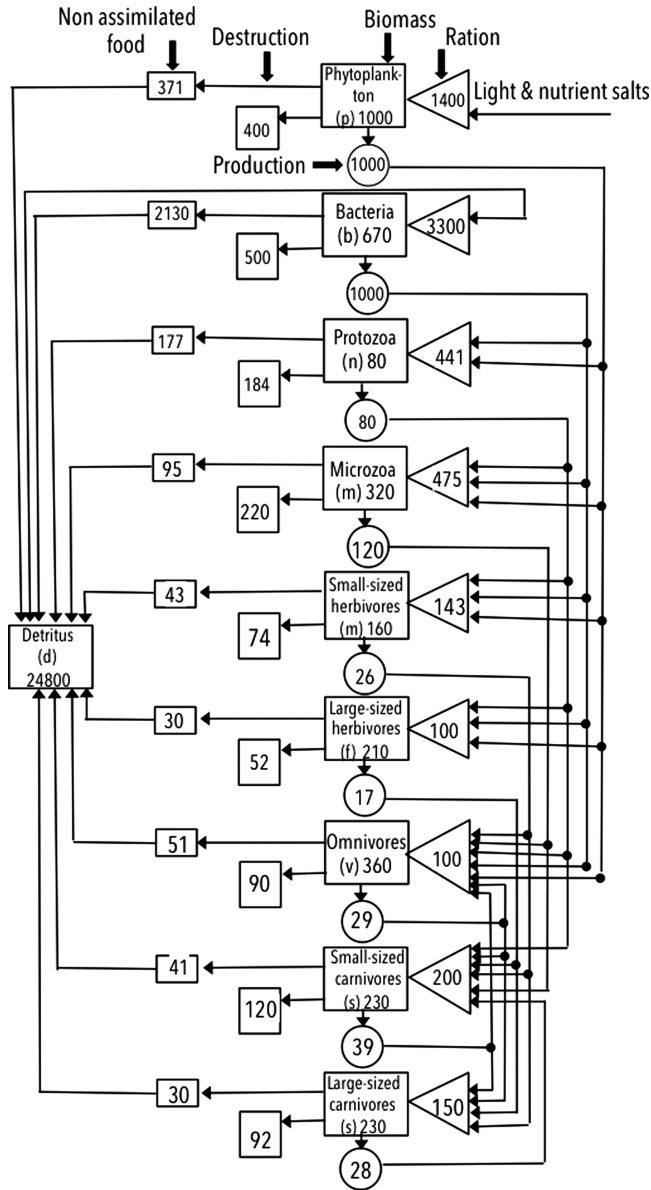 Non assimilated
food
Destruction
Biomass
Ration
371
Phytoplank-
ton
(p) 1000
1400
Light & nutrient salts
400
Production
1000
2130
Bacteria
(b) 670
3300
500
1000
177
Protozoa
(n) 80
441
184
80
95
Microzoa
(m) 320
475
220
120
43
Small-sized
herbivores
(m) 160
143
74
26
Detritus
(d)
24800
30
Large-sized
herbivores
(f) 210
100
52
17
51
Omnivores
(v) 360
100
90
29
41
Small-sized
carnivores
(s) 230
200
120
39
30
Large-sized
carnivores
(s) 230
150
92
28